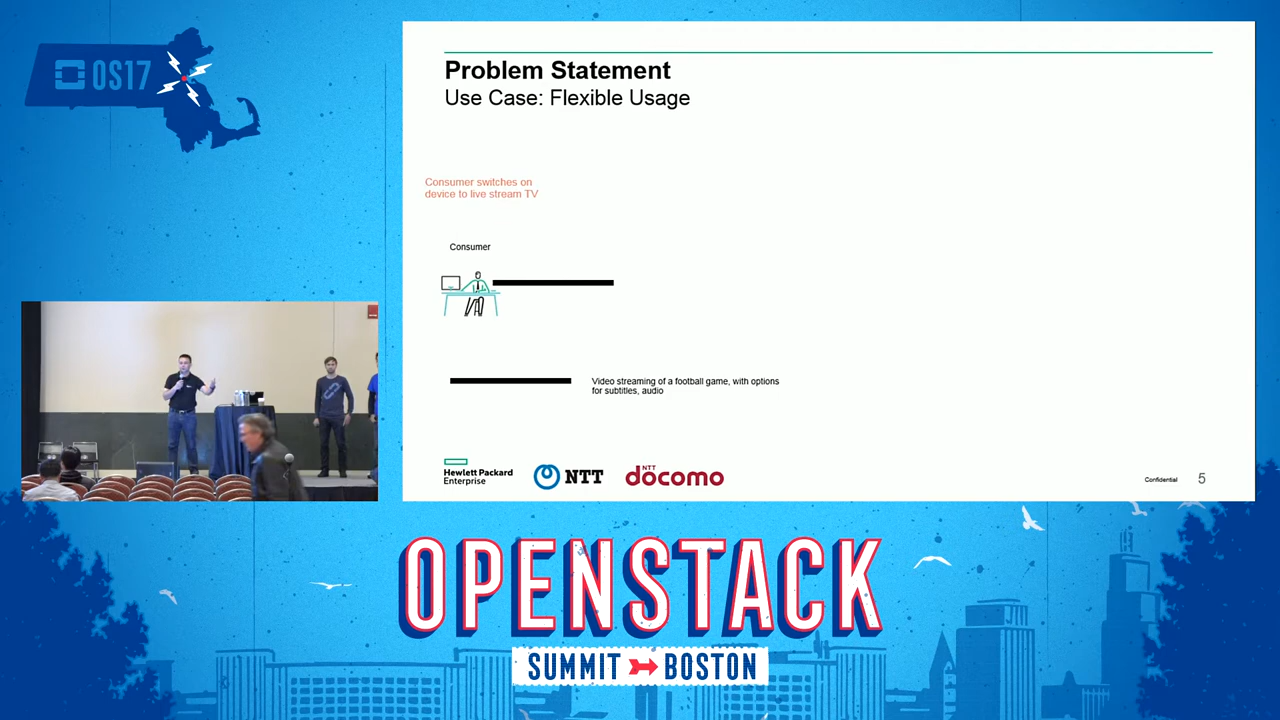 OS17
Problem Statement
Use Case: Flexible Usage
Consumer switches on
device to live stream TV
Consumer
Video streaming of a football game, with options
for subtitles, audio
Hewlett Packard
Enterprise
NTT
NTT
docomo
Confidential
5
OPENSTACK
SUMMIT BOSTON